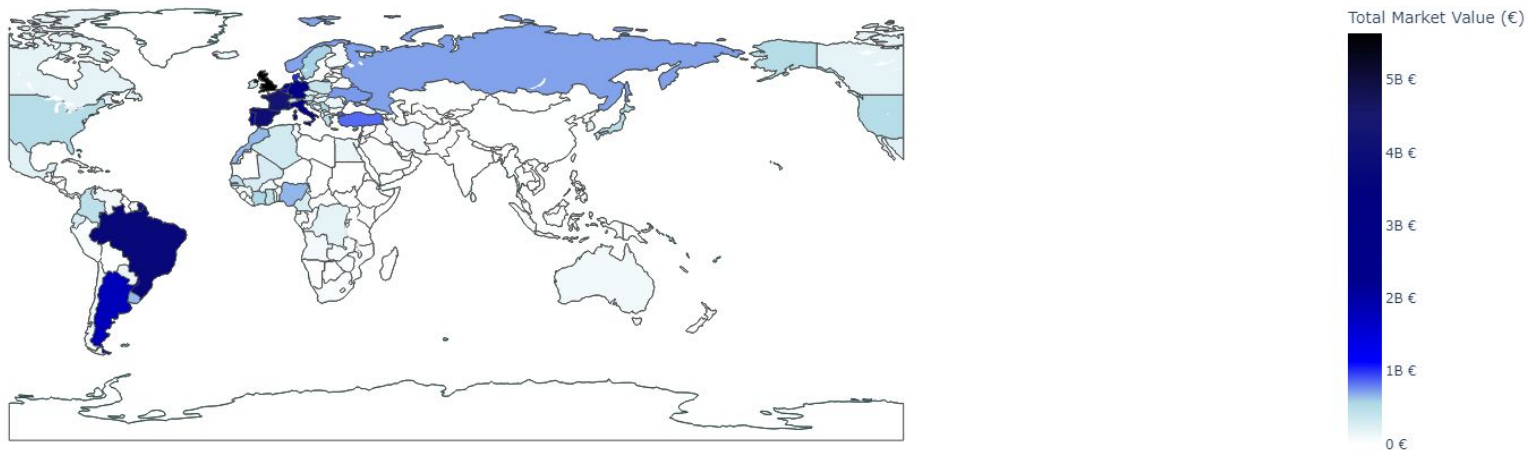 Total Market Value (€)
5B €
4B €
3B €
2B €
1B €
0 €